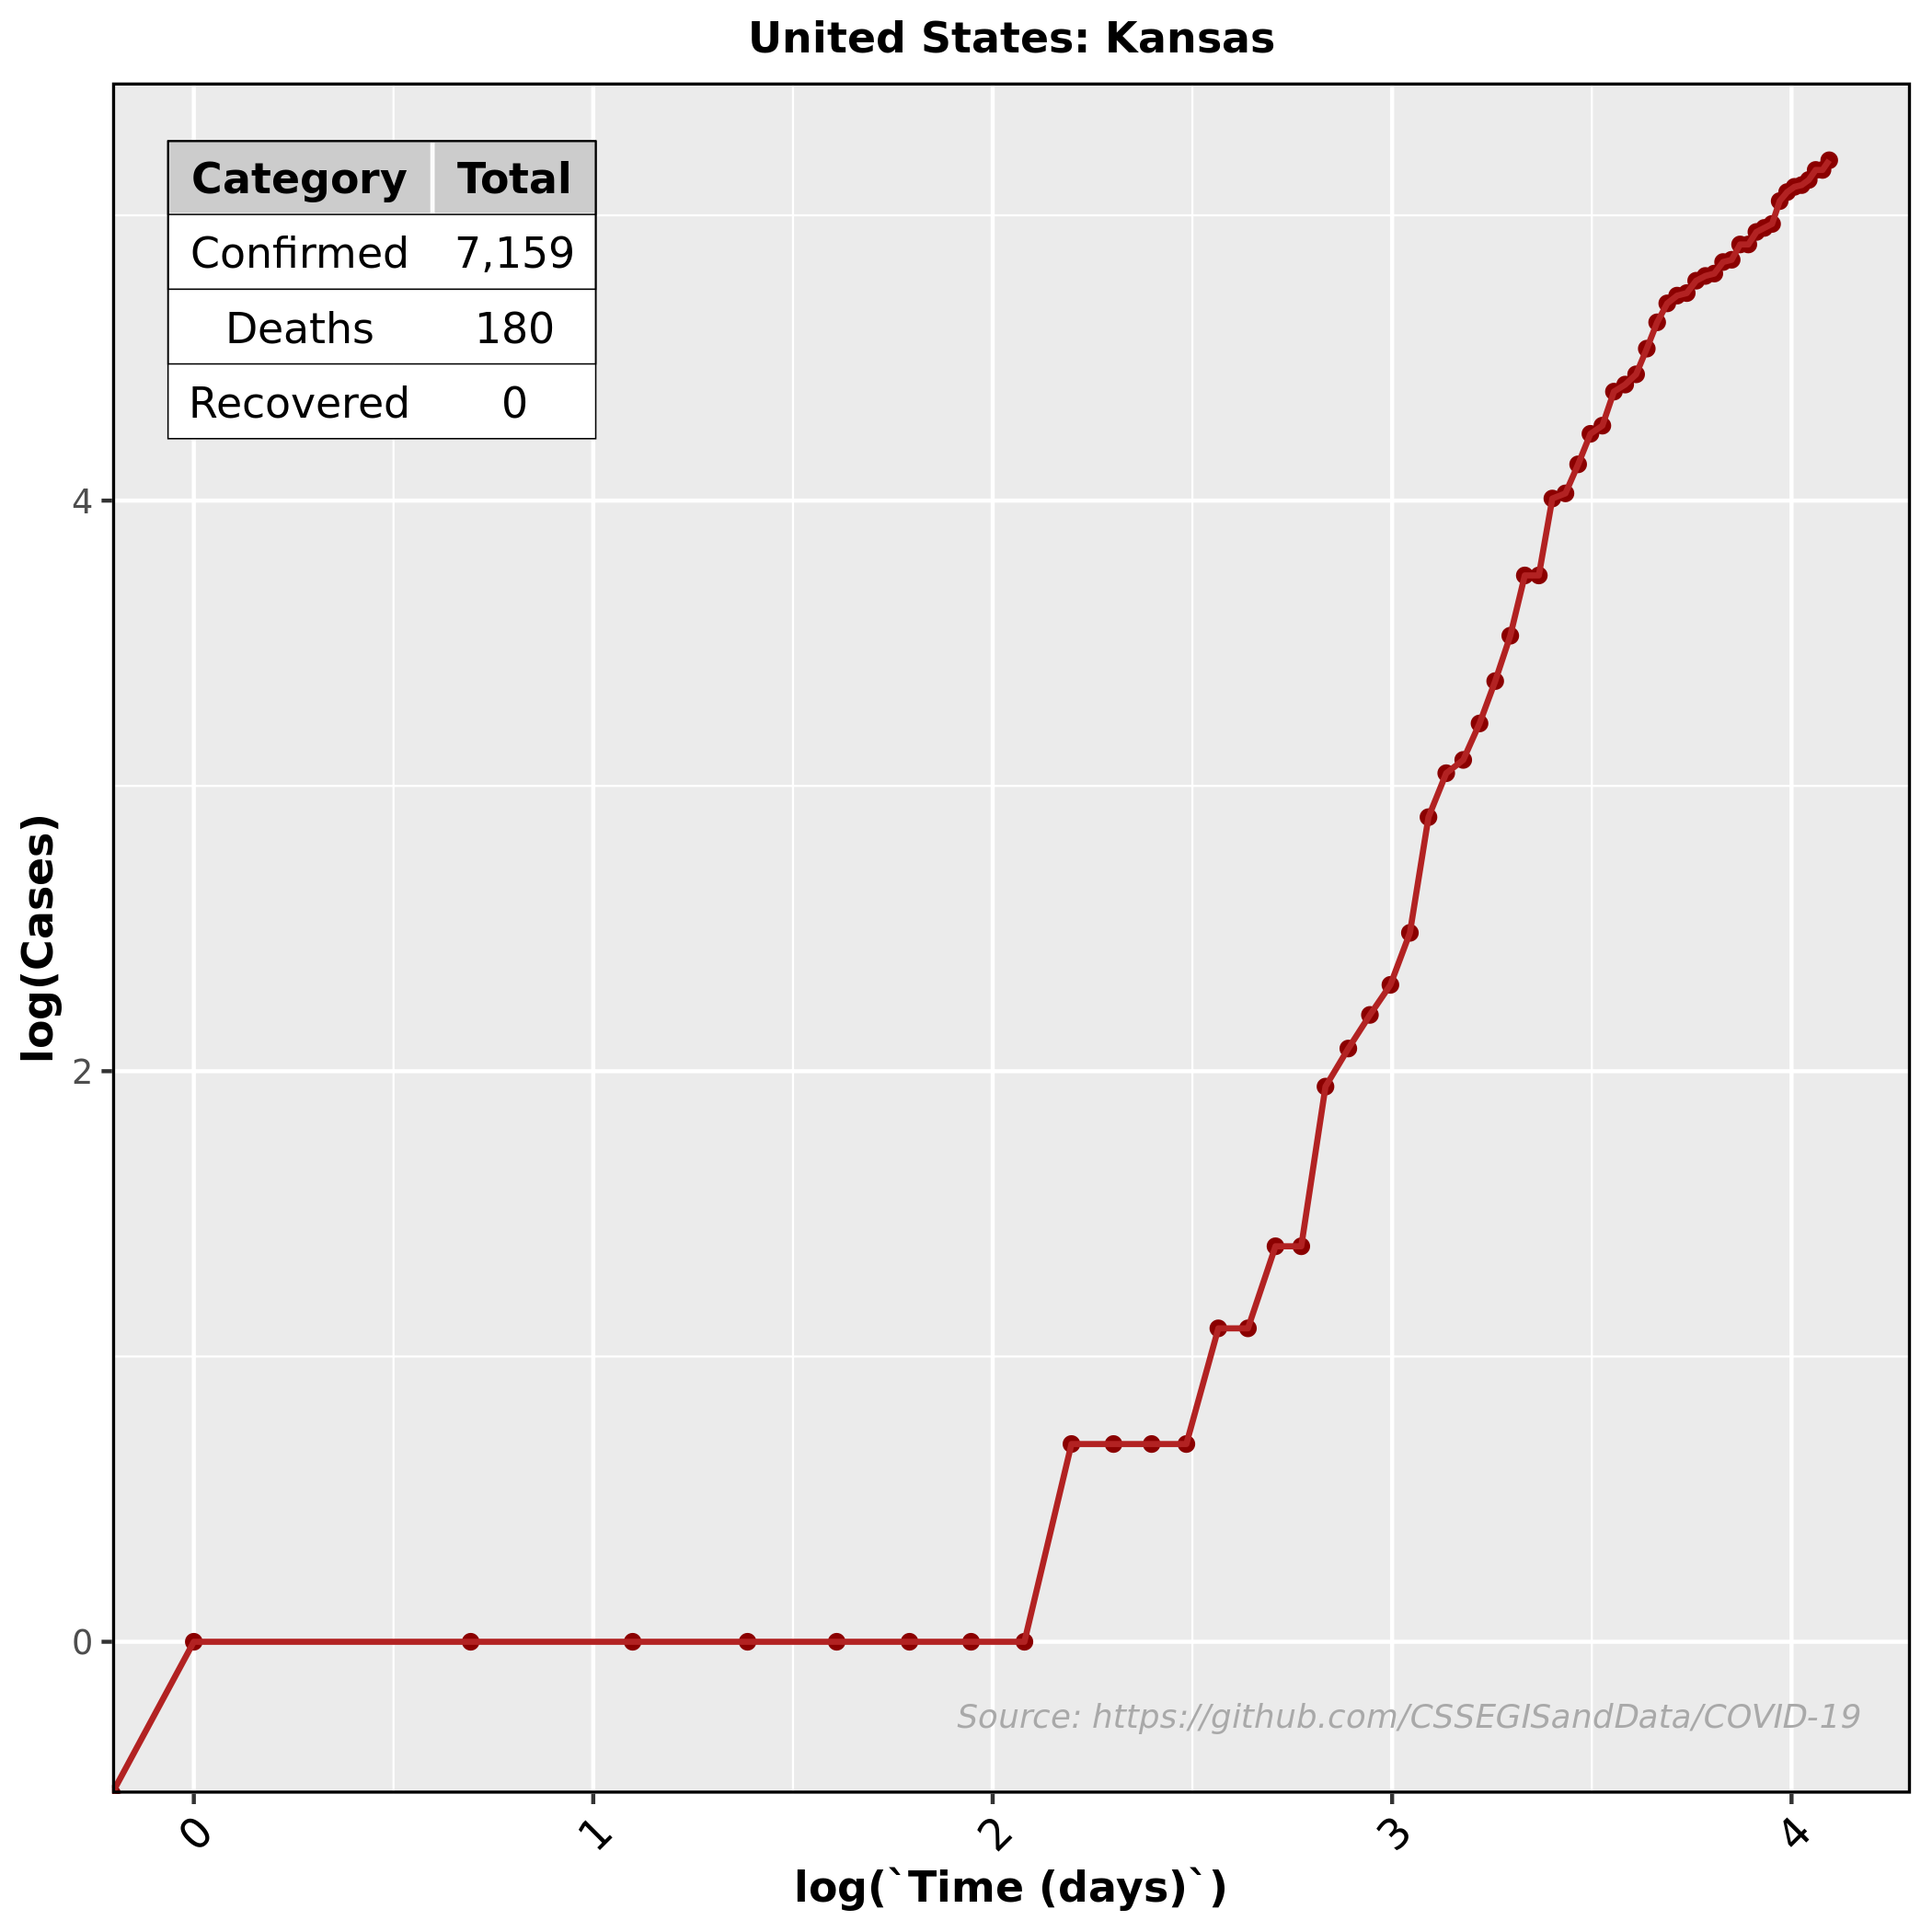 United States: Kansas
Category Total
Confirmed 7,159
Deaths 180
Recovered 0
4
2
0
log(Cases)
Source: https://github.com/CSSEGISandData/COVID-19
0 1 2 3 4
log(`Time (days)`)